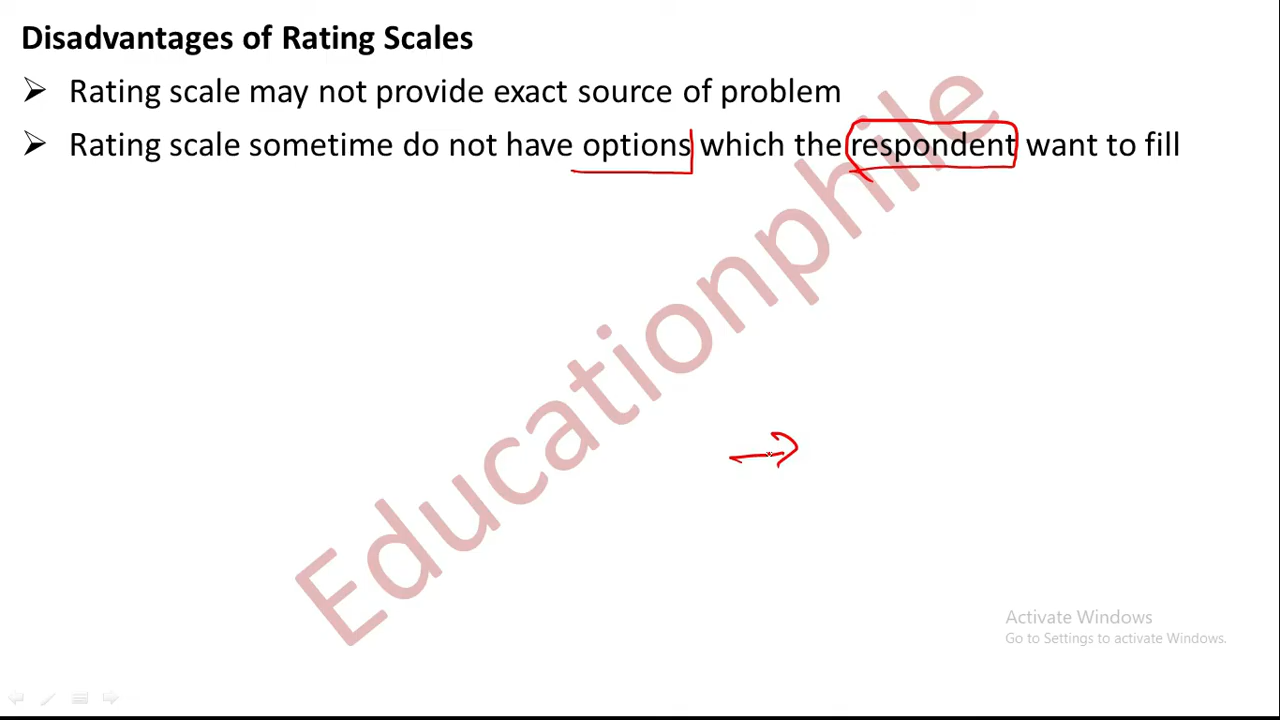 Disadvantages of Rating Scales
➢ Rating scale may not provide exact source of problem
➢ Rating scale sometime do not have options which the respondent want to fill
Educationphile
Activate Windows
Go to Settings to activate Windows.